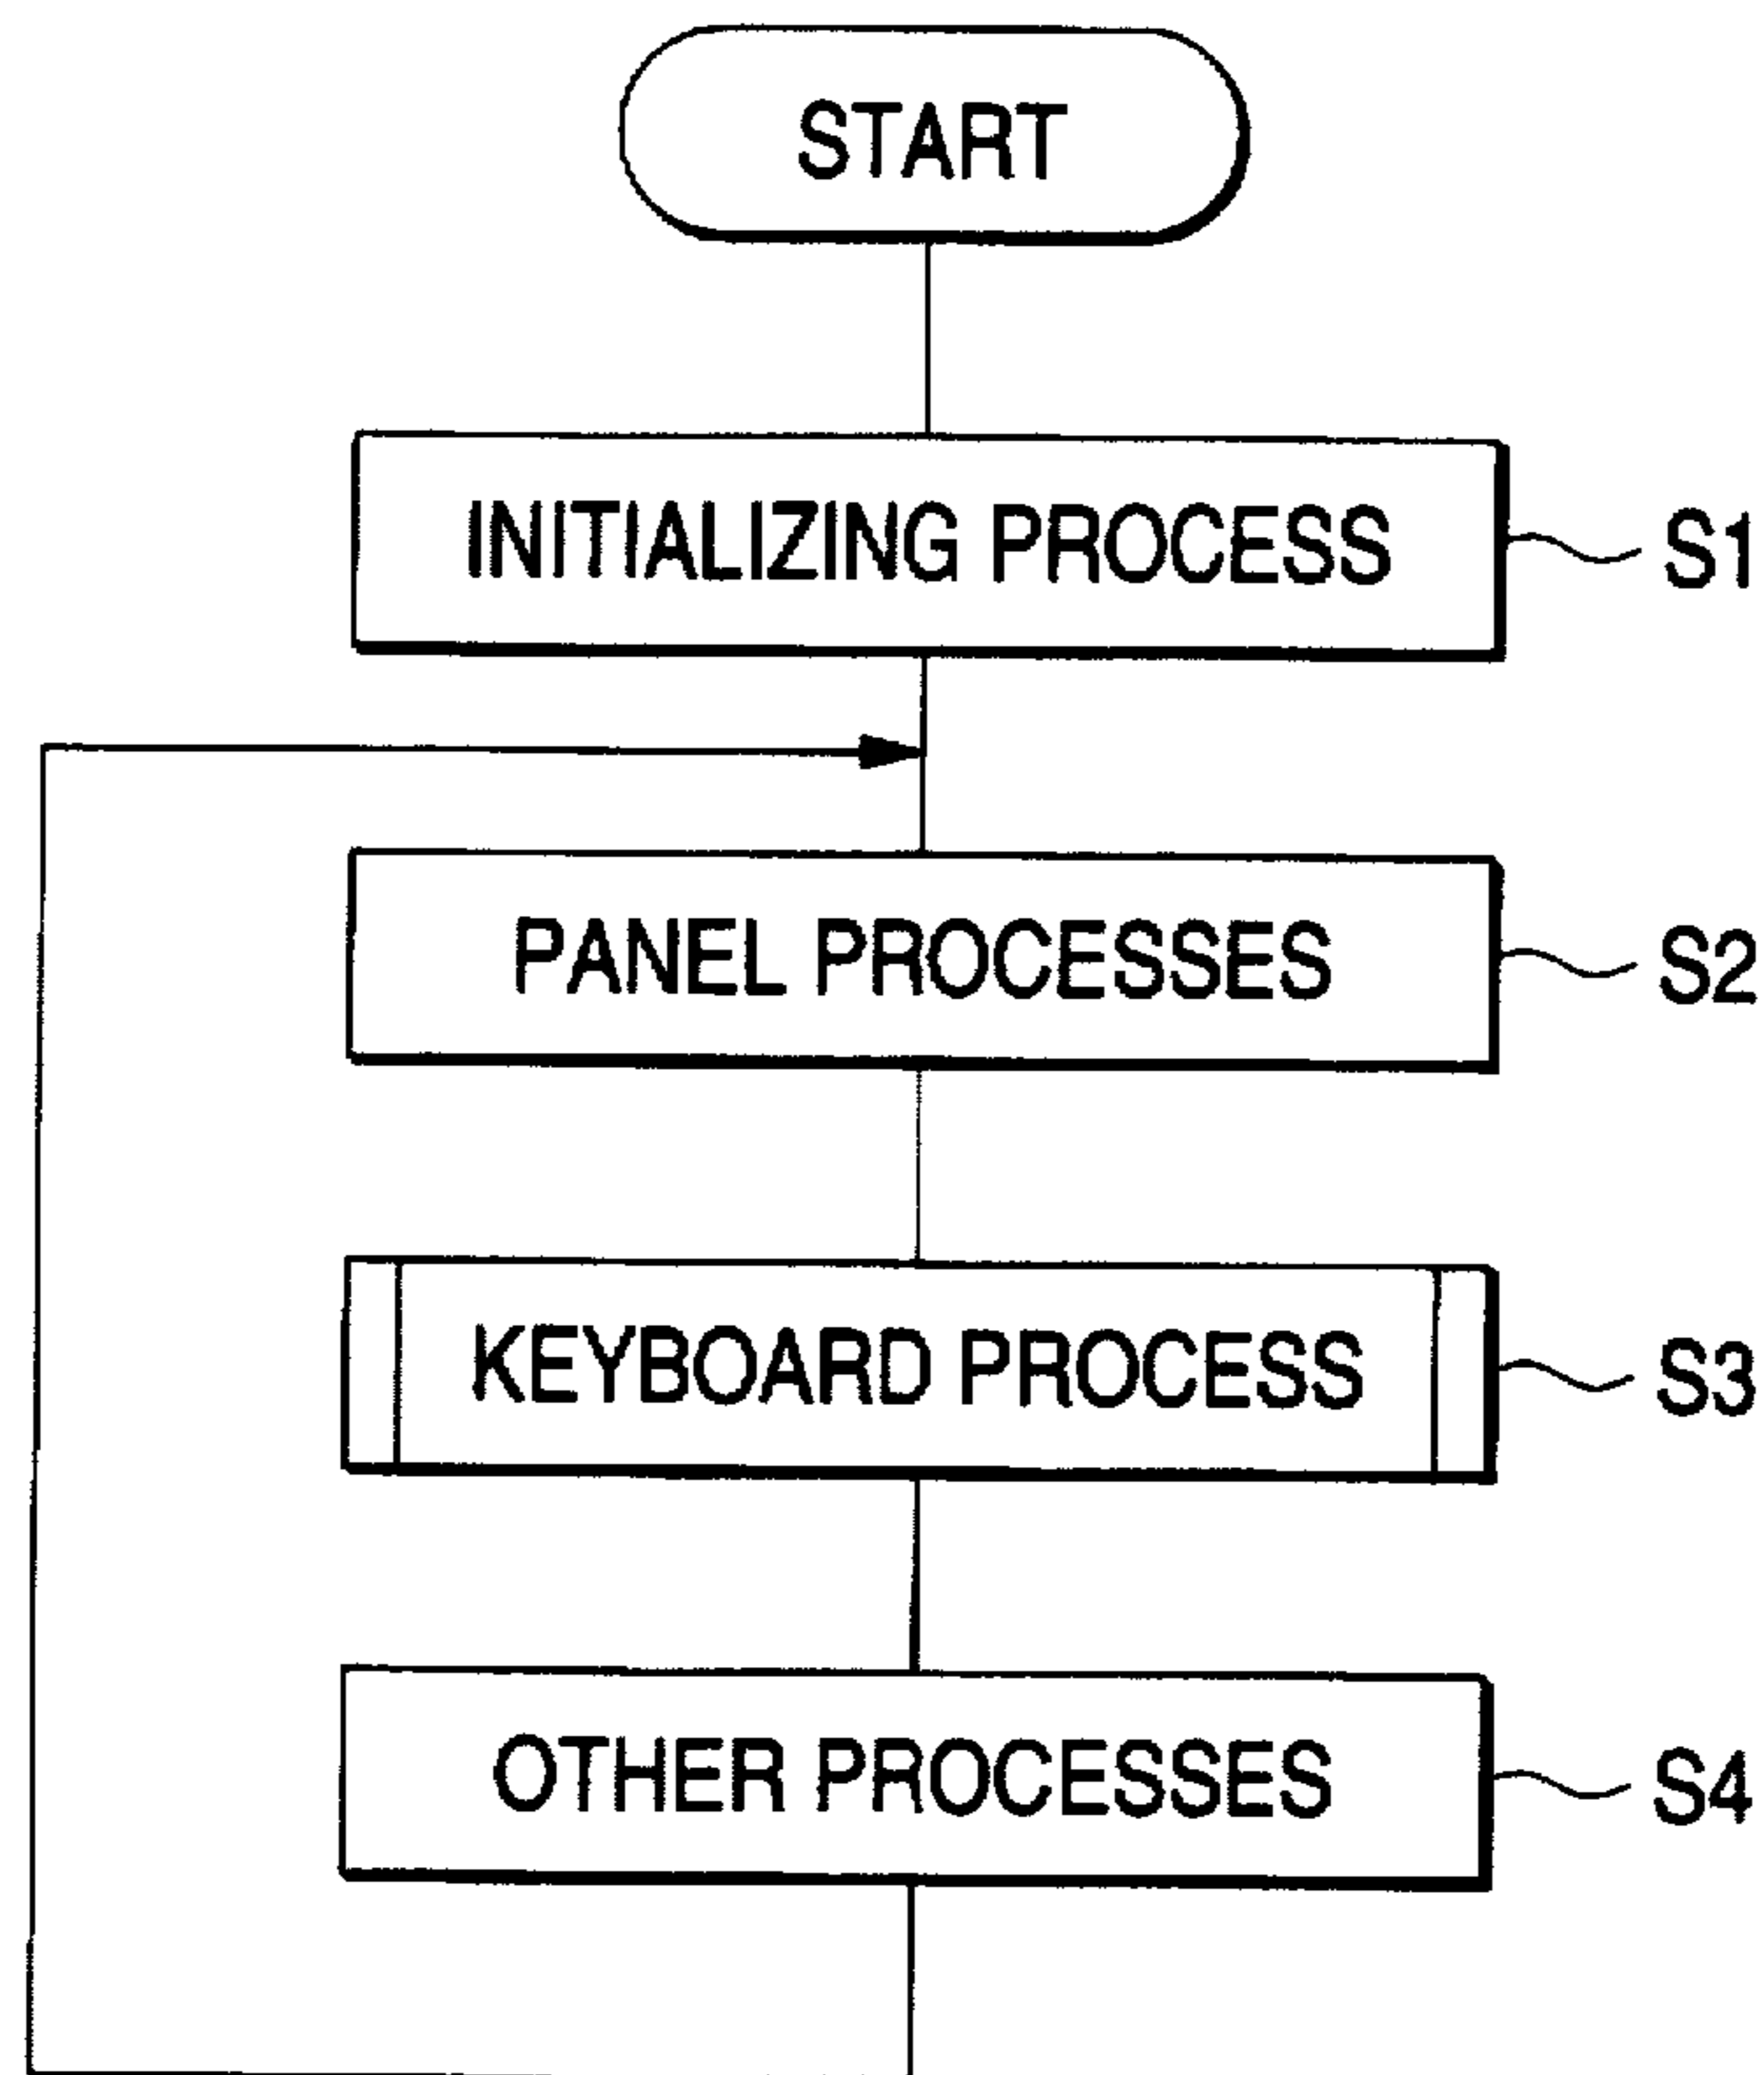 START
INITIALIZING PROCESS S1
PANEL PROCESSES S2
KEYBOARD PROCESS S3
OTHER PROCESSES S4